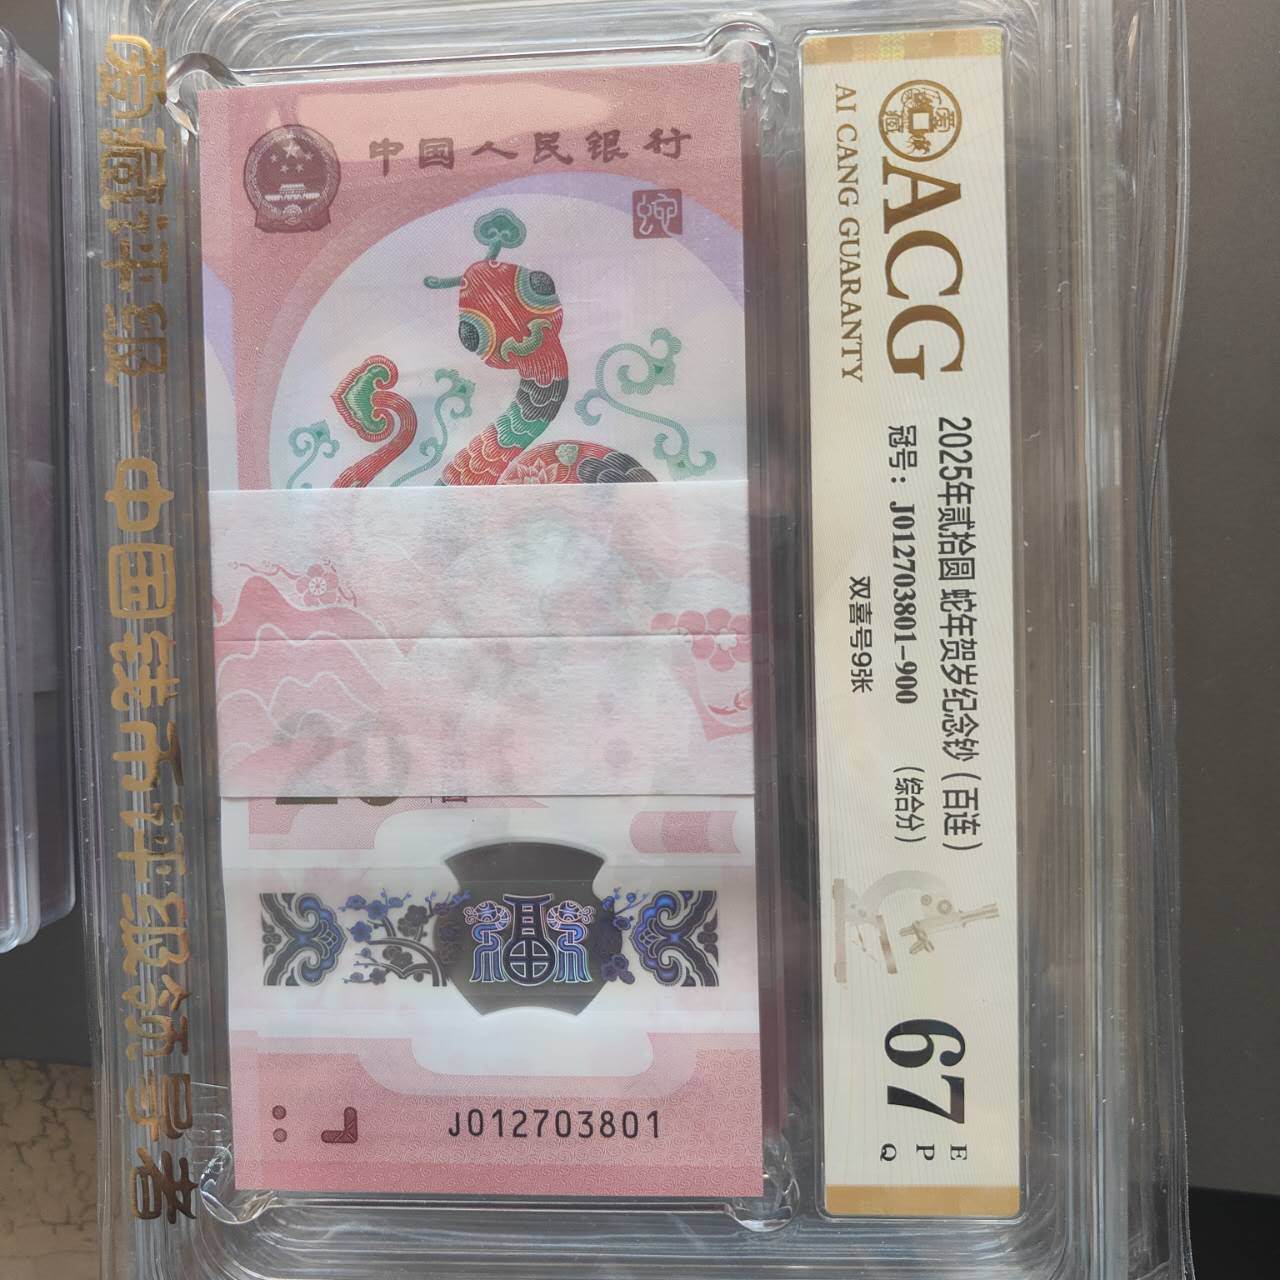 爱藏评级-中国钱币评级领导者
中国人民银行
蛇
20
J012703801
ACG
AI CANG GUARANTY
2025年贰拾圆 蛇年贺岁纪念钞（百连）
冠号：J012703801-900 （综合分）
双喜号9张
67
E
P
Q